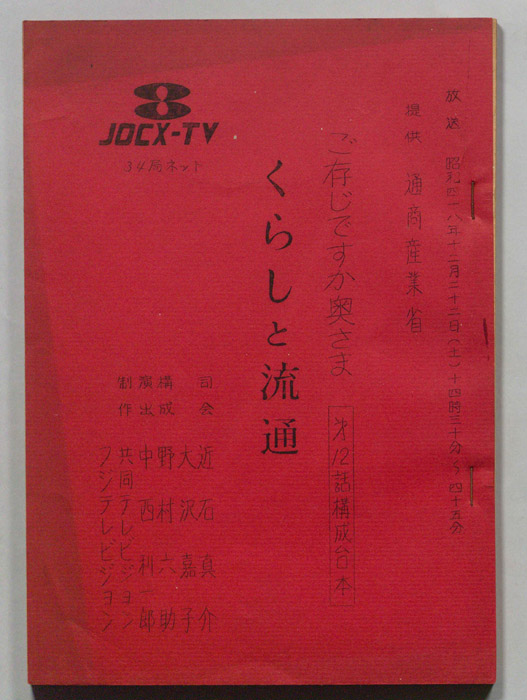 放送 昭和四十八年十二月二十二日(土)十四時三十分〜四十五分
提供 通商産業省
ご存じですか奥さま
第12話構成台本
くらしと流通
8
JOCX-TV
34局ネット
司会 近石真介
大沢嘉子
構成 野村六助
演出 中西利一郎
制作 共同テレビジョン
フジテレビジョン